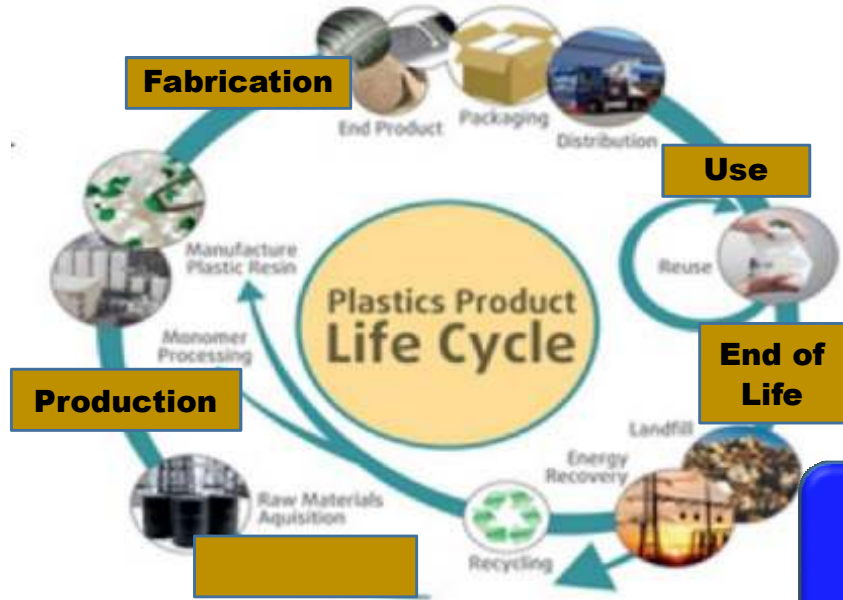 Fabrication
End Product
Packaging
Distribution
Use
Reuse
Manufacture
Plastic Resin
Plastics Product
Life Cycle
Monomer
Processing
End of
Life
Production
Landfill
Energy
Recovery
Raw Materials
Aquisition
Recycling